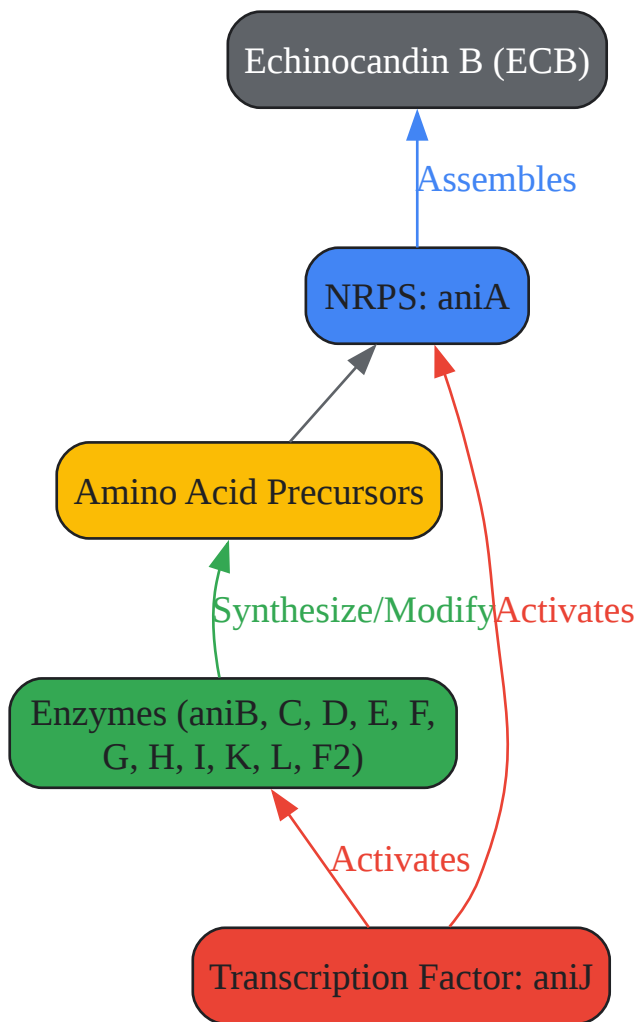 Echinocandin B (ECB)
Assembles
NRPS: aniA
Amino Acid Precursors
Synthesize/Modify
Activates
Enzymes (aniB, C, D, E, F,
G, H, I, K, L, F2)
Activates
Transcription Factor: aniJ